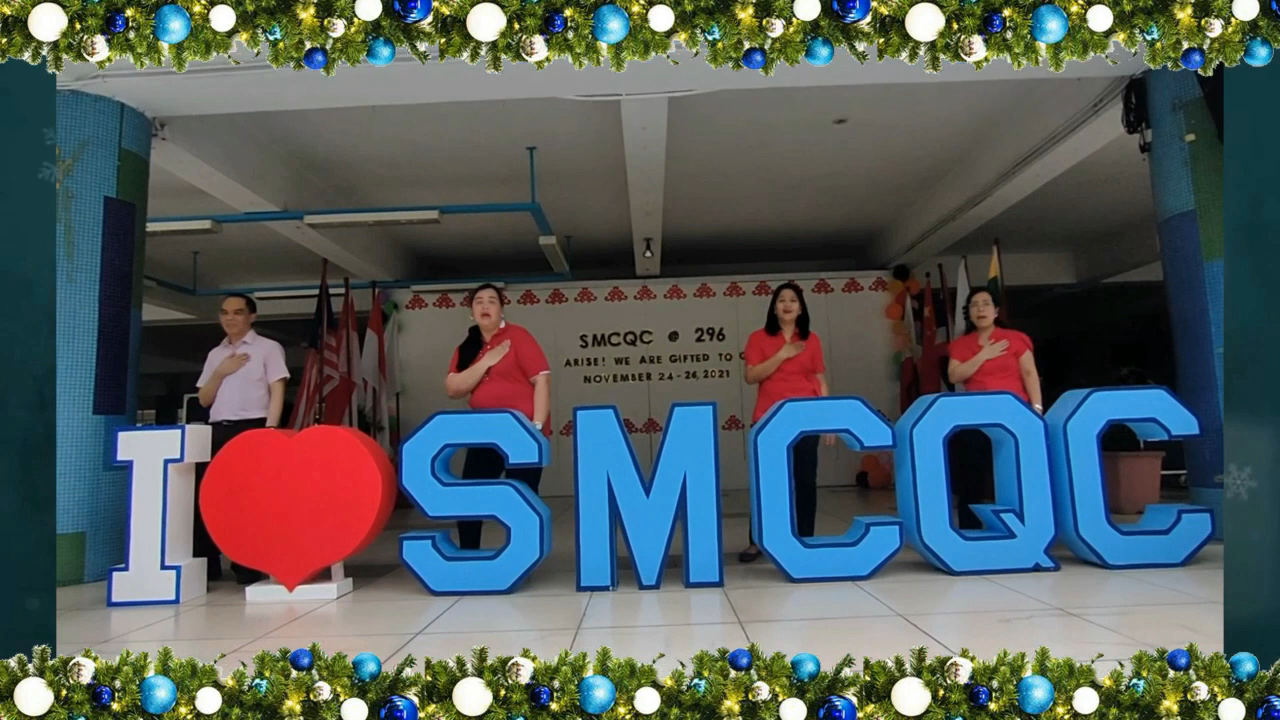 SMCQC @ 296
ARISE! WE ARE GIFTED TO
NOVEMBER 24-26, 2021
I ❤ SMCQC